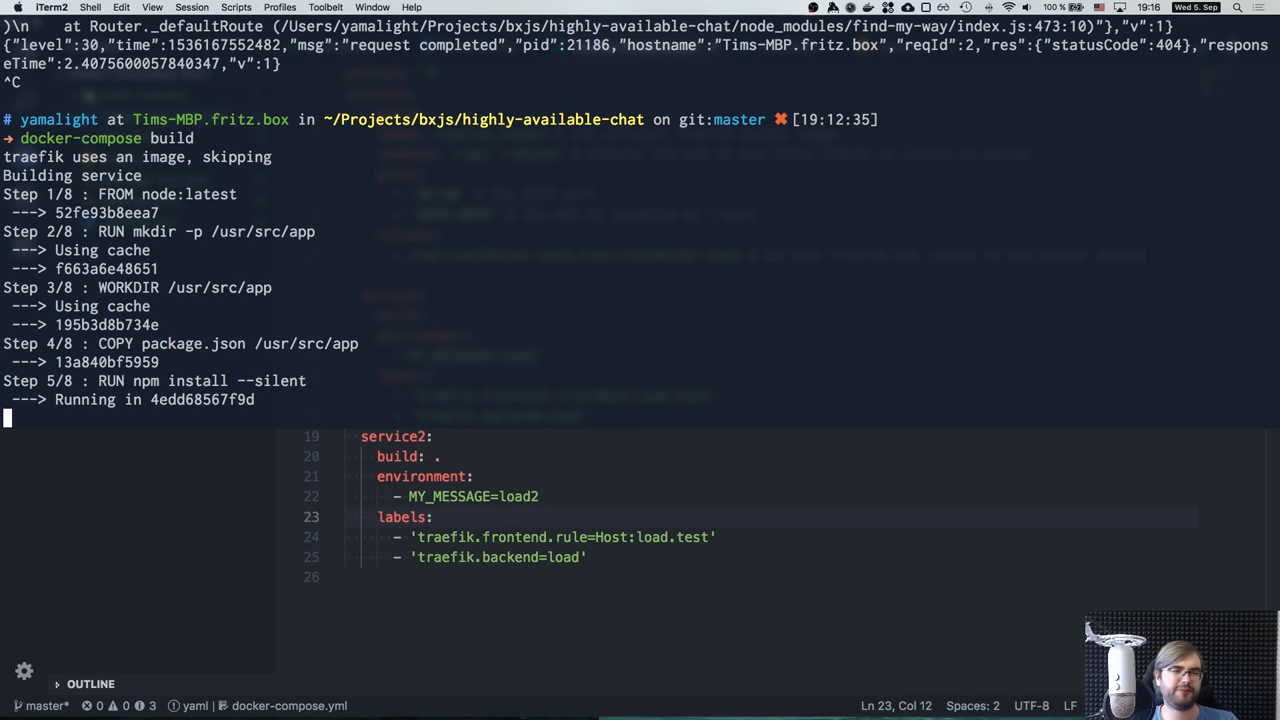 iTerm2 Shell Edit View Session Scripts Profiles Toolbelt Window Help 100 % 19:16 Wed 5. Sep
)\n    at Router._defaultRoute (/Users/yamalight/Projects/bxjs/highly-available-chat/node_modules/find-my-way/index.js:473:10)"},"v":1}
{"level":30,"time":1536167552482,"msg":"request completed","pid":21186,"hostname":"Tims-MBP.fritz.box","reqId":2,"res":{"statusCode":404},"respons
eTime":2.4075600057840347,"v":1}
^C
# yamalight at Tims-MBP.fritz.box in ~/Projects/bxjs/highly-available-chat on git:master ✖ [19:12:35]
→ docker-compose build
traefik uses an image, skipping
Building service
Step 1/8 : FROM node:latest
 ---> 52fe93b8eea7
Step 2/8 : RUN mkdir -p /usr/src/app
 ---> Using cache
 ---> f663a6e48651
Step 3/8 : WORKDIR /usr/src/app
 ---> Using cache
 ---> 195b3d8b734e
Step 4/8 : COPY package.json /usr/src/app
 ---> 13a840bf5959
Step 5/8 : RUN npm install --silent
 ---> Running in 4edd68567f9d
19 service2:
20 build: .
21 environment:
22 - MY_MESSAGE=load2
23 labels:
24 - 'traefik.frontend.rule=Host:load.test'
25 - 'traefik.backend=load'
26
OUTLINE
master* 0 0 3 yaml docker-compose.yml Ln 23, Col 12 Spaces: 2 UTF-8 LF